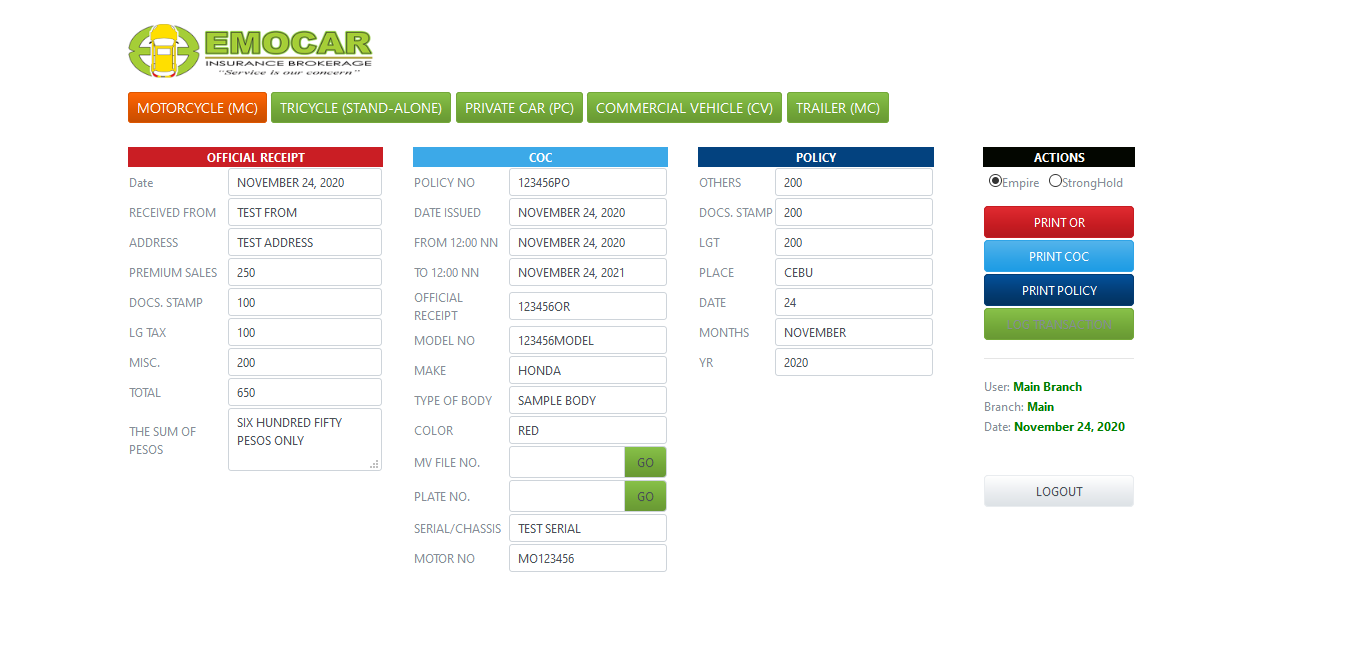 EMOCAR
INSURANCE BROKERAGE
"Service is our concern"
MOTORCYCLE (MC)
TRICYCLE (STAND-ALONE)
PRIVATE CAR (PC)
COMMERCIAL VEHICLE (CV)
TRAILER (MC)
OFFICIAL RECEIPT
Date NOVEMBER 24, 2020
RECEIVED FROM TEST FROM
ADDRESS TEST ADDRESS
PREMIUM SALES 250
DOCS. STAMP 100
LG TAX 100
MISC. 200
TOTAL 650
THE SUM OF
PESOS
SIX HUNDRED FIFTY
PESOS ONLY
COC
POLICY NO 123456PO
DATE ISSUED NOVEMBER 24, 2020
FROM 12:00 NN NOVEMBER 24, 2020
TO 12:00 NN NOVEMBER 24, 2021
OFFICIAL
RECEIPT
123456OR
MODEL NO 123456MODEL
MAKE HONDA
TYPE OF BODY SAMPLE BODY
COLOR RED
MV FILE NO. GO
PLATE NO. GO
SERIAL/CHASSIS TEST SERIAL
MOTOR NO MO123456
POLICY
OTHERS 200
DOCS. STAMP 200
LGT 200
PLACE CEBU
DATE 24
MONTHS NOVEMBER
YR 2020
ACTIONS
Empire StrongHold
PRINT OR
PRINT COC
PRINT POLICY
LOG TRANSACTION
User: Main Branch
Branch: Main
Date: November 24, 2020
LOGOUT